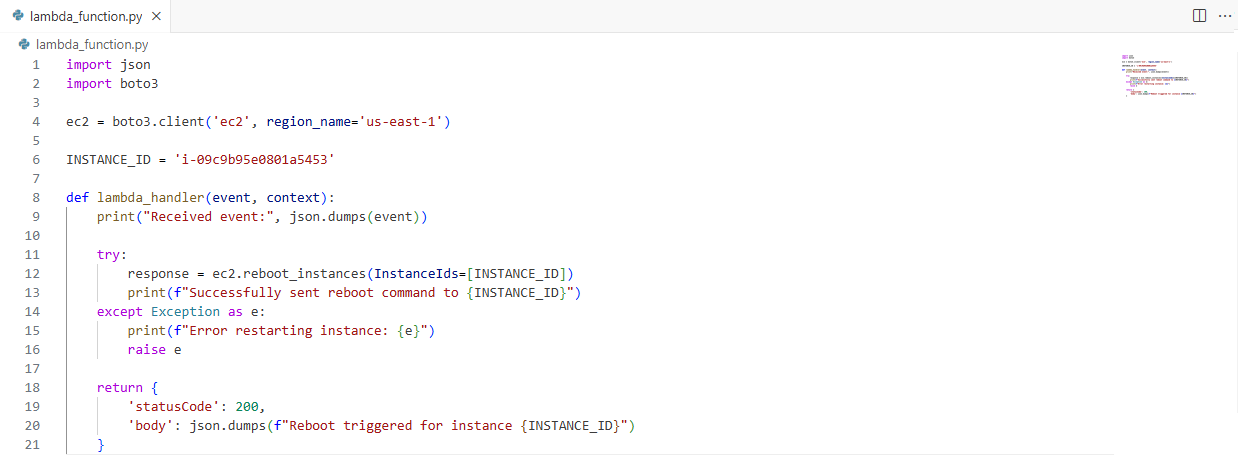 lambda_function.py
lambda_function.py
1 import json
2 import boto3
3
4 ec2 = boto3.client('ec2', region_name='us-east-1')
5
6 INSTANCE_ID = 'i-09c9b95e0801a5453'
7
8 def lambda_handler(event, context):
9     print("Received event:", json.dumps(event))
10
11     try:
12         response = ec2.reboot_instances(InstanceIds=[INSTANCE_ID])
13         print(f"Successfully sent reboot command to {INSTANCE_ID}")
14     except Exception as e:
15         print(f"Error restarting instance: {e}")
16         raise e
17
18     return {
19         'statusCode': 200,
20         'body': json.dumps(f"Reboot triggered for instance {INSTANCE_ID}")
21     }